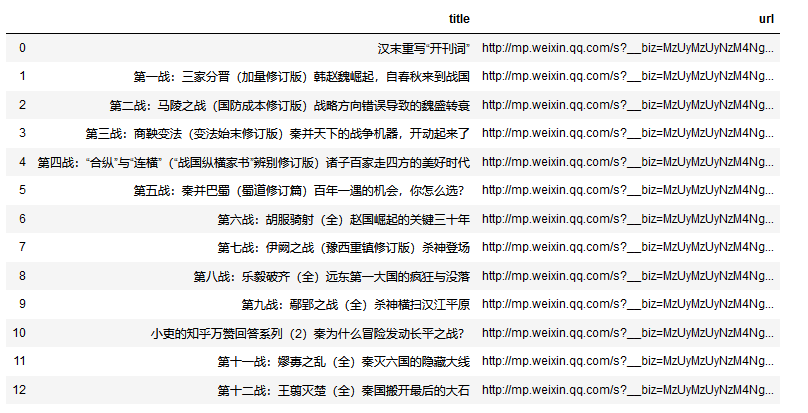 title url
0 汉末重写“开刊词” http://mp.weixin.qq.com/s?__biz=MzUyMzUyNzM4Ng...
1 第一战：三家分晋（加量修订版）韩赵魏崛起，自春秋来到战国 http://mp.weixin.qq.com/s?__biz=MzUyMzUyNzM4Ng...
2 第二战：马陵之战（国防成本修订版）战略方向错误导致的魏盛转衰 http://mp.weixin.qq.com/s?__biz=MzUyMzUyNzM4Ng...
3 第三战：商鞅变法（变法始末修订版）秦并天下的战争机器，开动起来了 http://mp.weixin.qq.com/s?__biz=MzUyMzUyNzM4Ng...
4 第四战：“合纵”与“连横”（“战国纵横家书”辨别修订版）诸子百家走四方的美好时代 http://mp.weixin.qq.com/s?__biz=MzUyMzUyNzM4Ng...
5 第五战：秦并巴蜀（蜀道修订篇）百年一遇的机会，你怎么选？ http://mp.weixin.qq.com/s?__biz=MzUyMzUyNzM4Ng...
6 第六战：胡服骑射（全）赵国崛起的关键三十年 http://mp.weixin.qq.com/s?__biz=MzUyMzUyNzM4Ng...
7 第七战：伊阙之战（豫西重镇修订版）杀神登场 http://mp.weixin.qq.com/s?__biz=MzUyMzUyNzM4Ng...
8 第八战：乐毅破齐（全）远东第一大国的疯狂与没落 http://mp.weixin.qq.com/s?__biz=MzUyMzUyNzM4Ng...
9 第九战：鄢郢之战（全）杀神横扫汉江平原 http://mp.weixin.qq.com/s?__biz=MzUyMzUyNzM4Ng...
10 小吏的知乎万赞回答系列（2）秦为什么冒险发动长平之战？ http://mp.weixin.qq.com/s?__biz=MzUyMzUyNzM4Ng...
11 第十一战：嫪毐之乱（全）秦灭六国的隐藏大线 http://mp.weixin.qq.com/s?__biz=MzUyMzUyNzM4Ng...
12 第十二战：王翦灭楚（全）秦国搬开最后的大石 http://mp.weixin.qq.com/s?__biz=MzUyMzUyNzM4Ng...